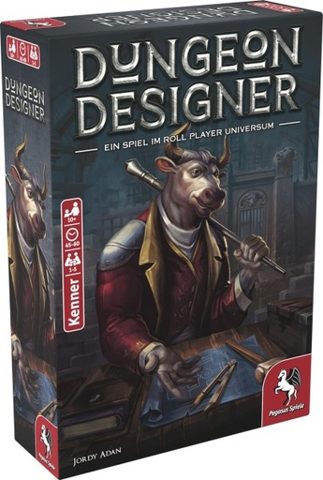 DUNGEON
DESIGNER
EIN SPIEL IM ROLL PLAYER UNIVERSUM
10+
45-90
1-5
Kenner
JORDY ADAN
Pegasus Spiele
DUNGEON DESIGNER